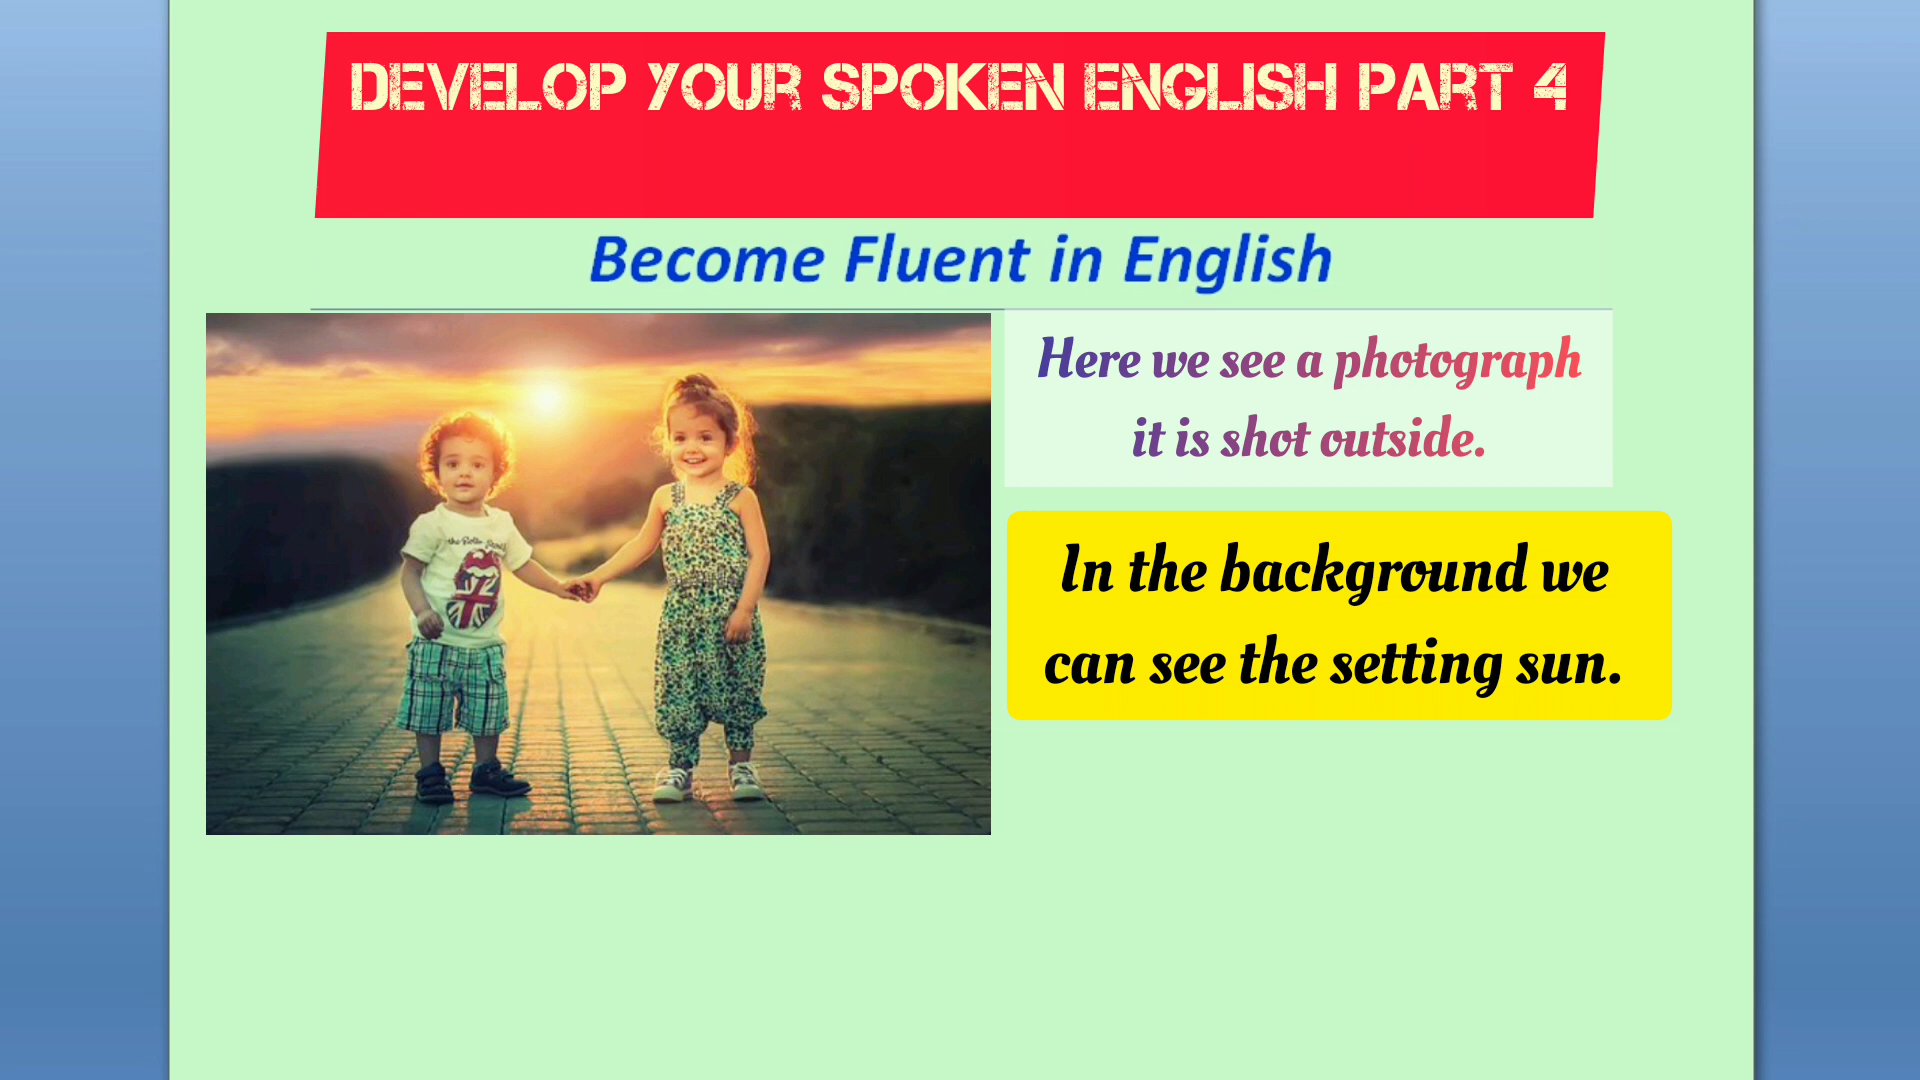 DEVELOP YOUR SPOKEN ENGLISH PART 4
Become Fluent in English
Here we see a photograph
it is shot outside.
In the background we
can see the setting sun.